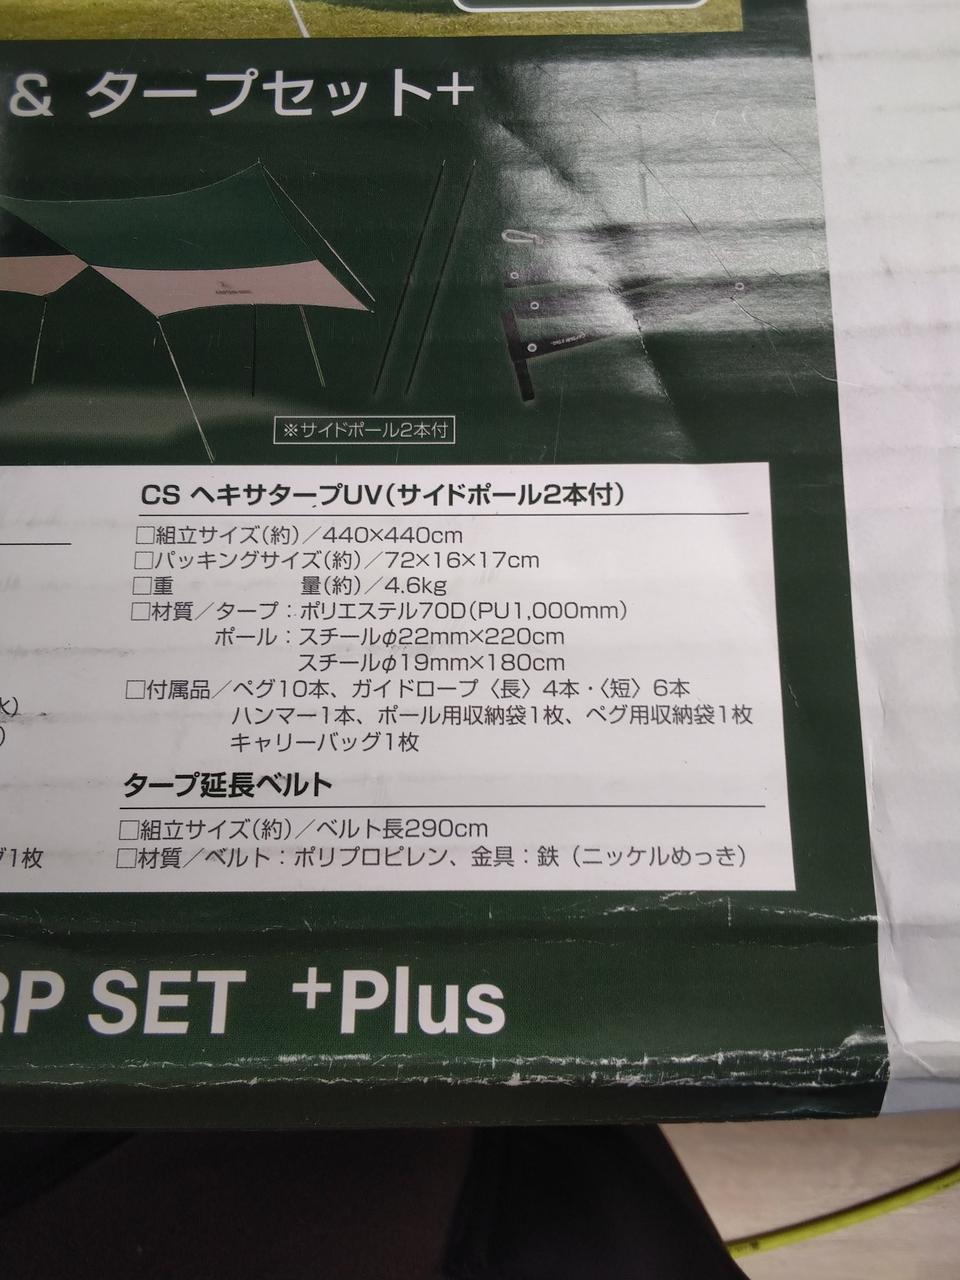 & タープセット+
※サイドポール2本付
CS ヘキサタープUV(サイドポール2本付)
□組立サイズ(約)／440×440cm
□パッキングサイズ(約)／72×16×17cm
□重　　　　　量(約)／4.6kg
□材質／タープ：ポリエステル70D(PU1,000mm)
ポール：スチールφ22mm×220cm
スチールφ19mm×180cm
□付属品／ペグ10本、ガイドロープ〈長〉4本・〈短〉6本
ハンマー1本、ポール用収納袋1枚、ペグ用収納袋1枚
キャリーバッグ1枚
タープ延長ベルト
□組立サイズ(約)／ベルト長290cm
□材質／ベルト：ポリプロピレン、金具：鉄（ニッケルめっき）
グ1枚
RP SET +Plus